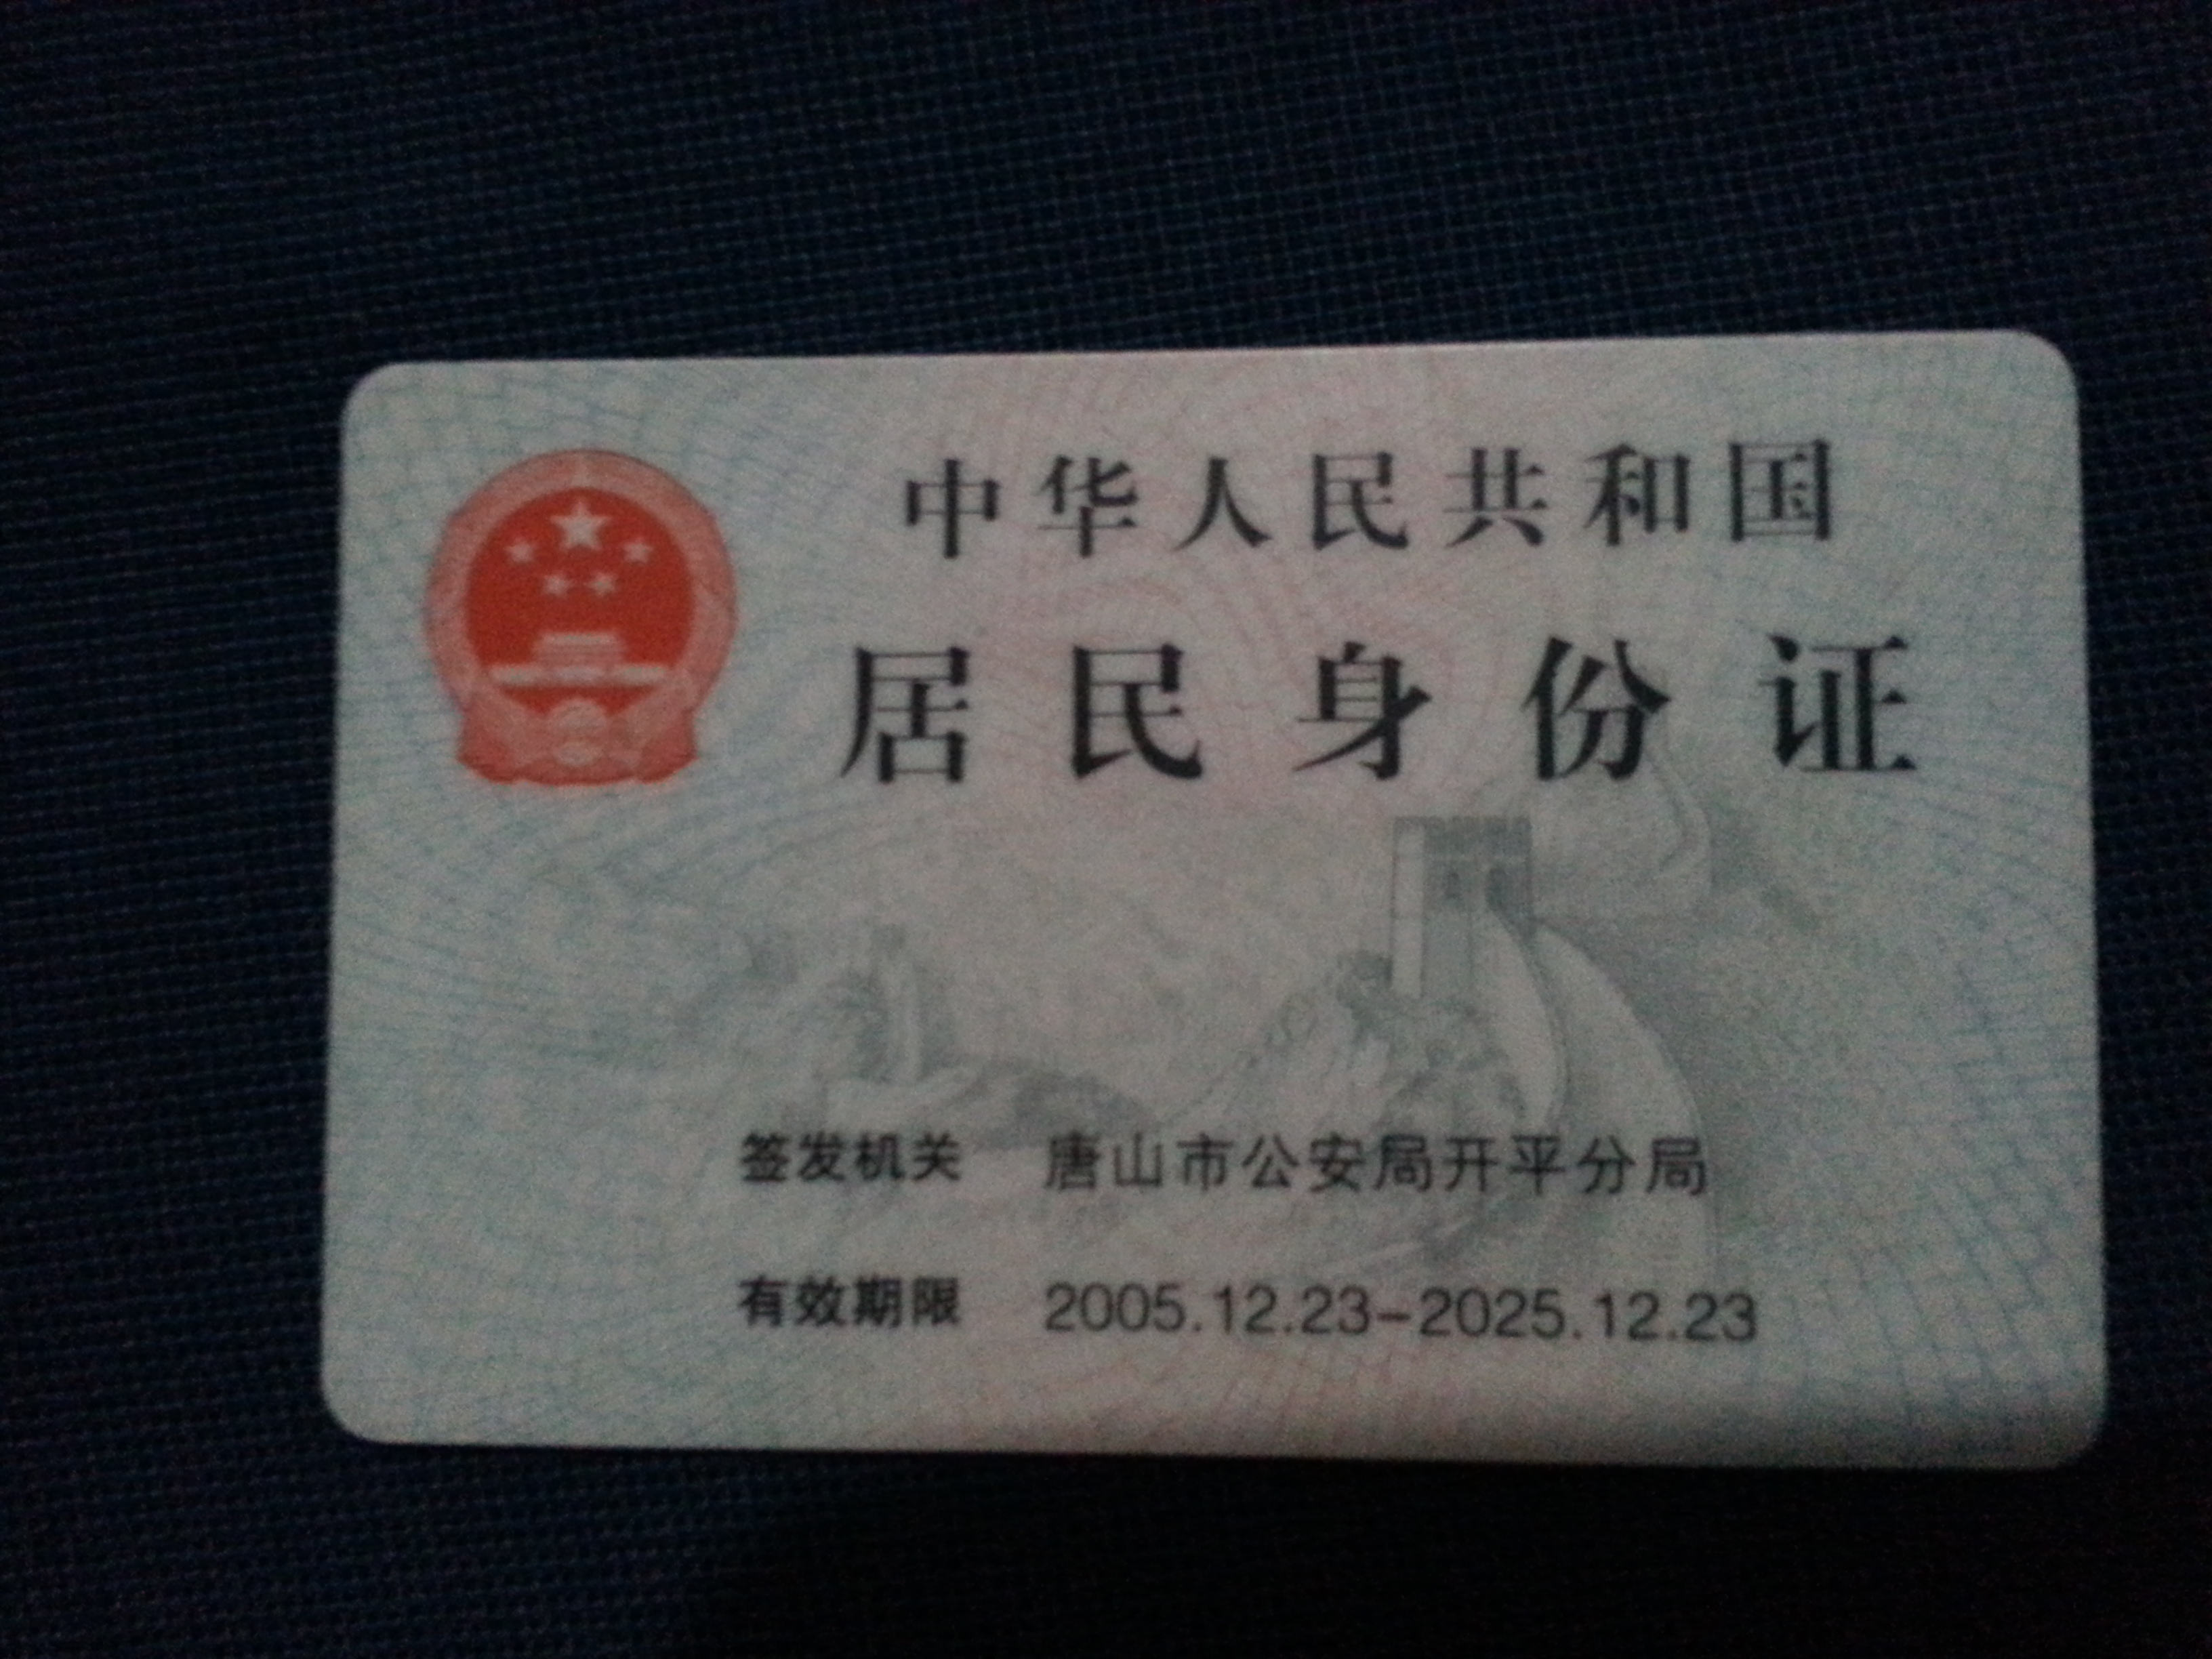 中华人民共和国
居民身份证
签发机关 唐山市公安局开平分局
有效期限 2005.12.23-2025.12.23